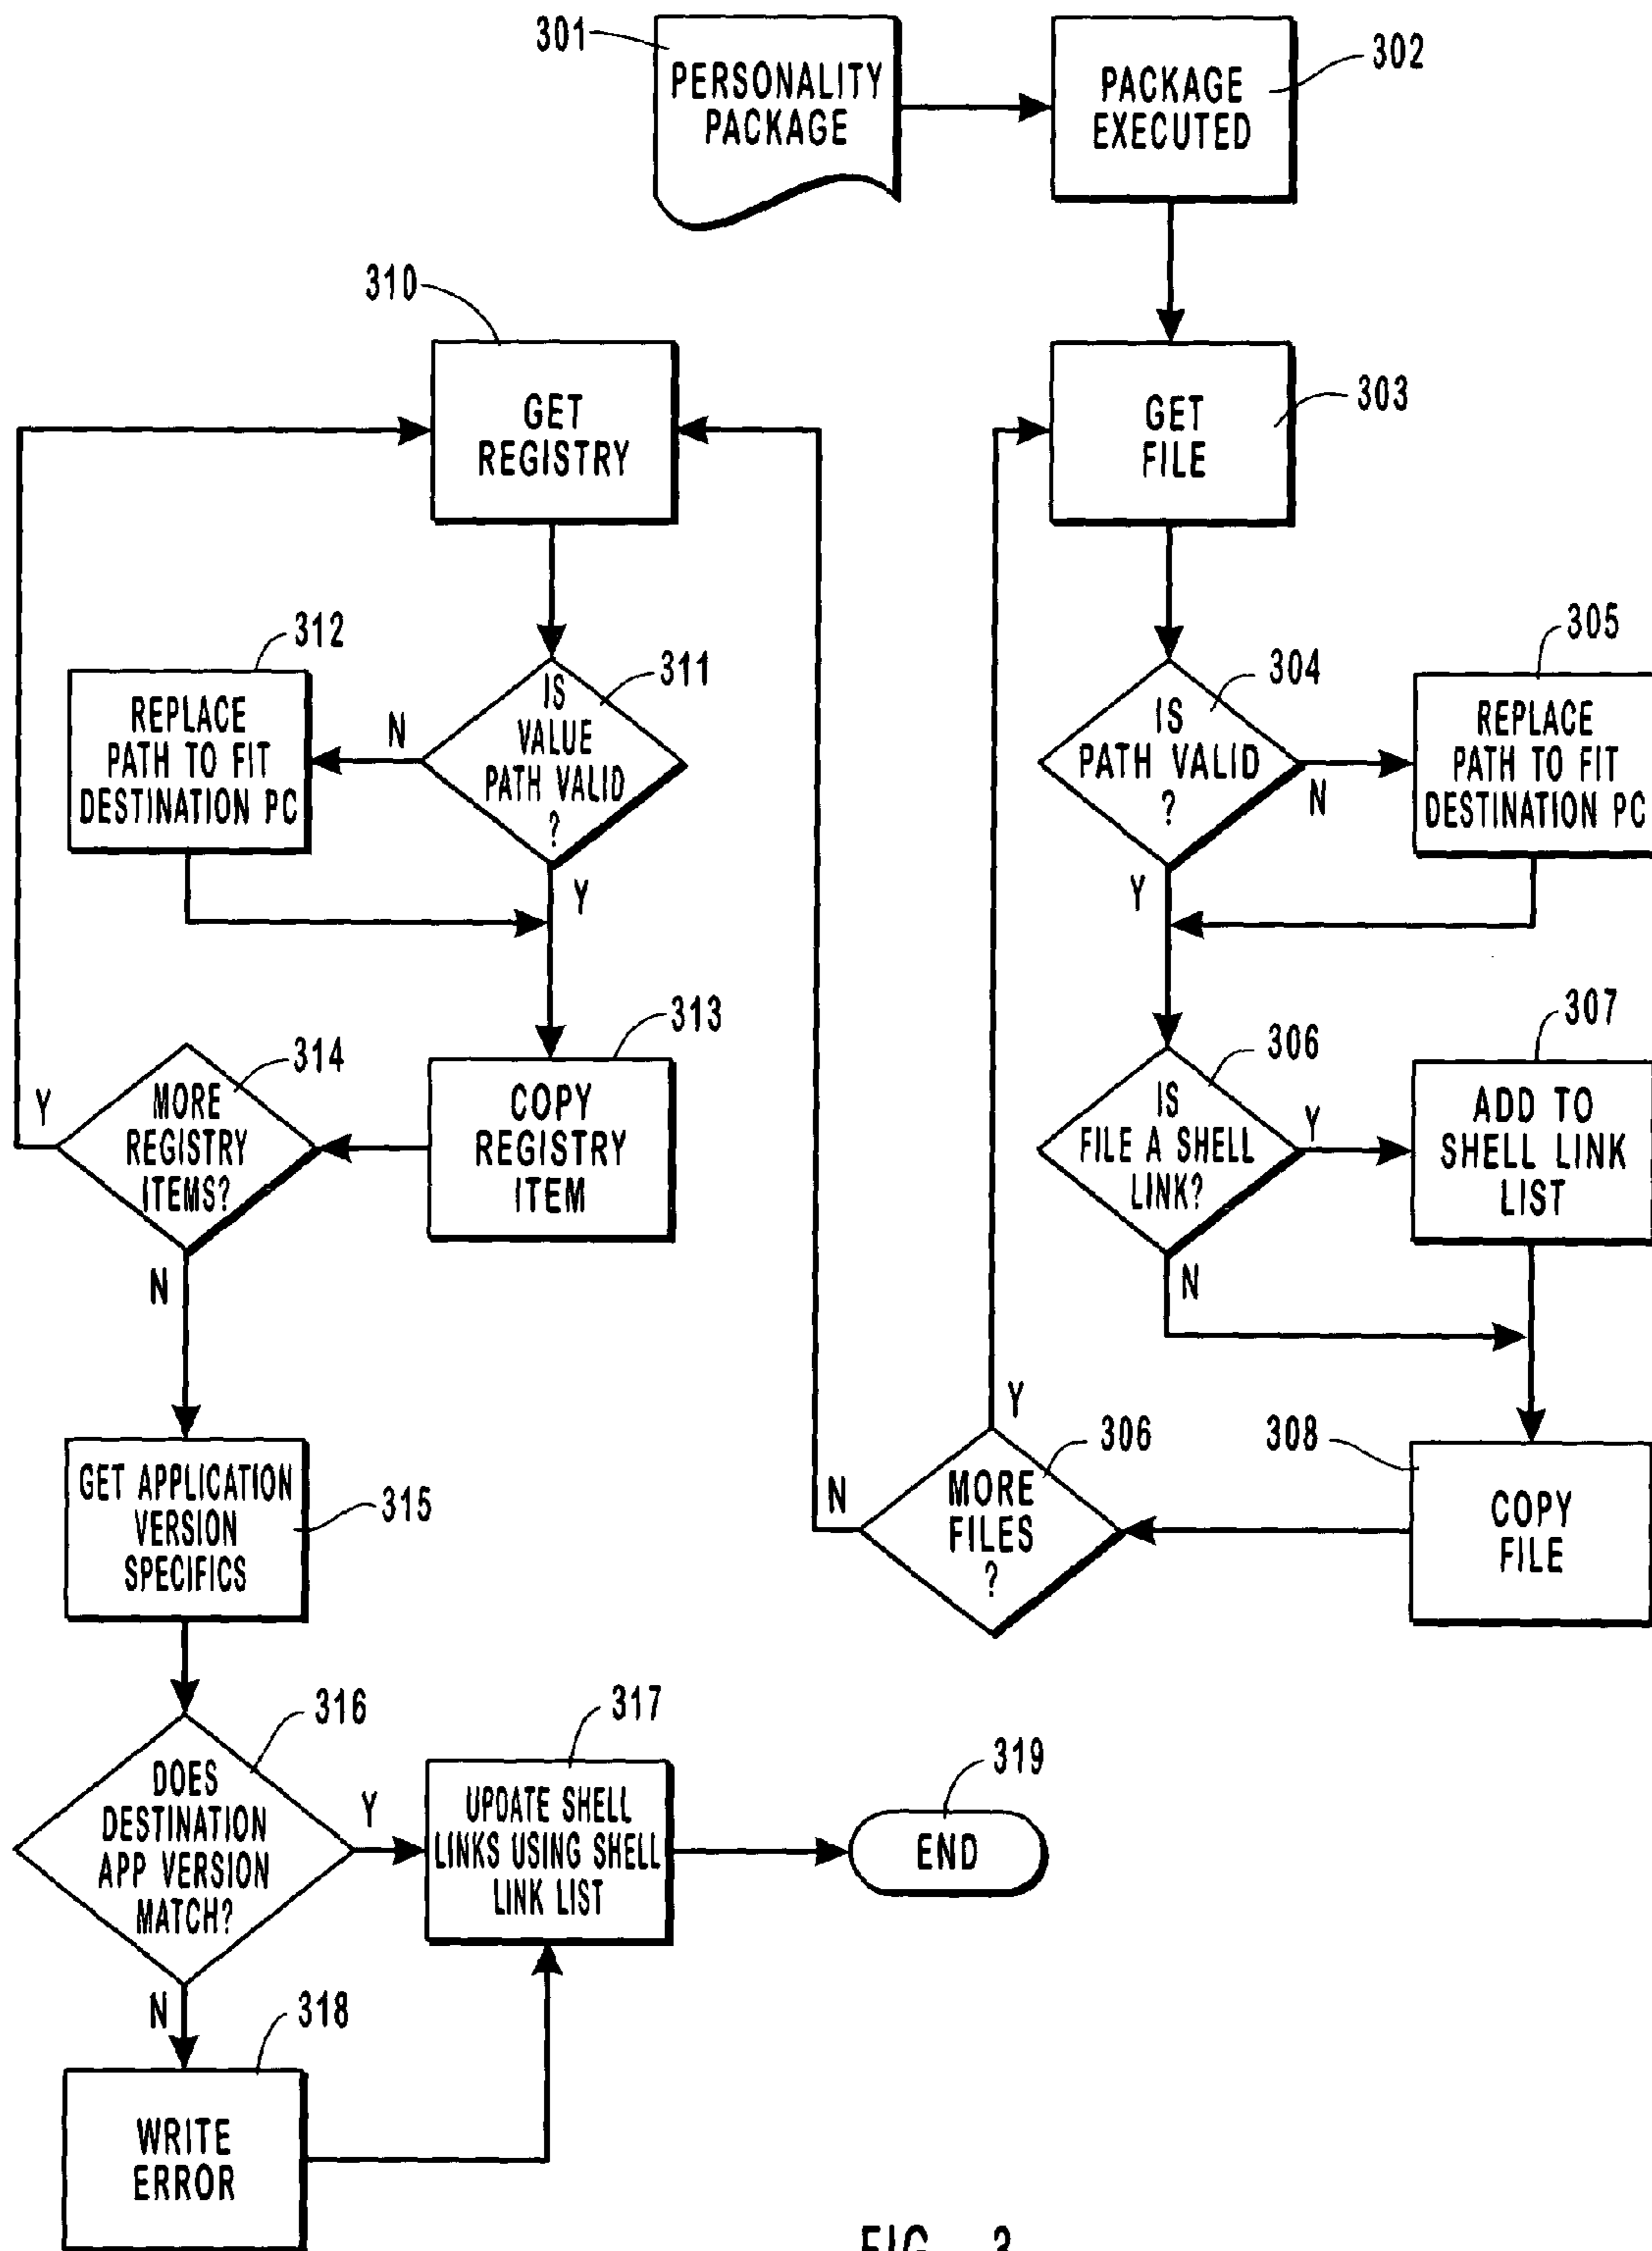 301
PERSONALITY
PACKAGE
PACKAGE
EXECUTED
302
GET
FILE
303
IS
PATH VALID
?
304
N
REPLACE
PATH TO FIT
DESTINATION PC
305
Y
IS
FILE A SHELL
LINK?
306
Y
ADD TO
SHELL LINK
LIST
307
N
COPY
FILE
308
MORE
FILES
?
306
Y
N
310
GET
REGISTRY
IS
VALUE
PATH VALID
?
311
N
REPLACE
PATH TO FIT
DESTINATION PC
312
Y
COPY
REGISTRY
ITEM
313
MORE
REGISTRY
ITEMS?
314
Y
N
GET APPLICATION
VERSION
SPECIFICS
315
DOES
DESTINATION
APP VERSION
MATCH?
316
Y
UPDATE SHELL
LINKS USING SHELL
LINK LIST
317
END
319
N
WRITE
ERROR
318
FIG. 3